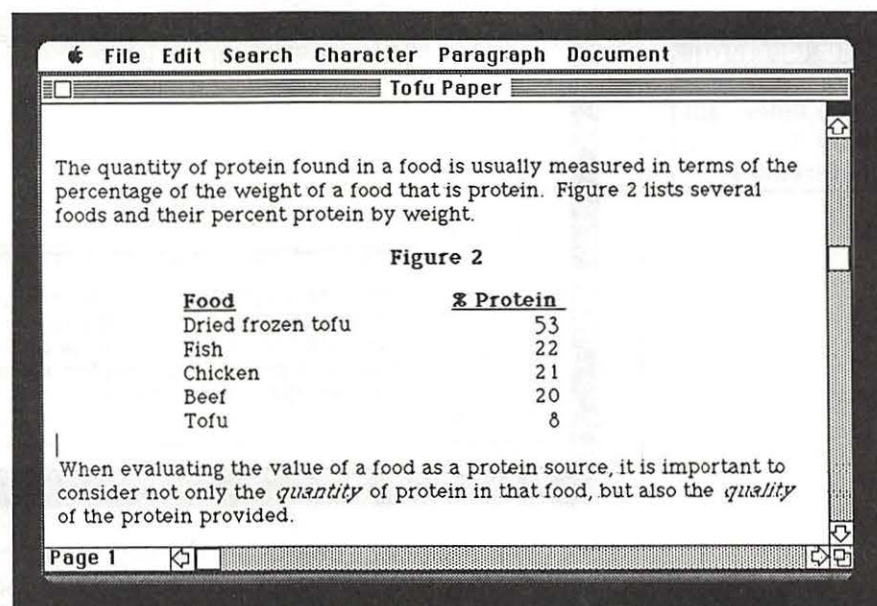 File Edit Search Character Paragraph Document
Tofu Paper
The quantity of protein found in a food is usually measured in terms of the
percentage of the weight of a food that is protein. Figure 2 lists several
foods and their percent protein by weight.
Figure 2
Food % Protein
Dried frozen tofu 53
Fish 22
Chicken 21
Beef 20
Tofu 8
When evaluating the value of a food as a protein source, it is important to
consider not only the quantity of protein in that food, but also the quality
of the protein provided.
Page 1